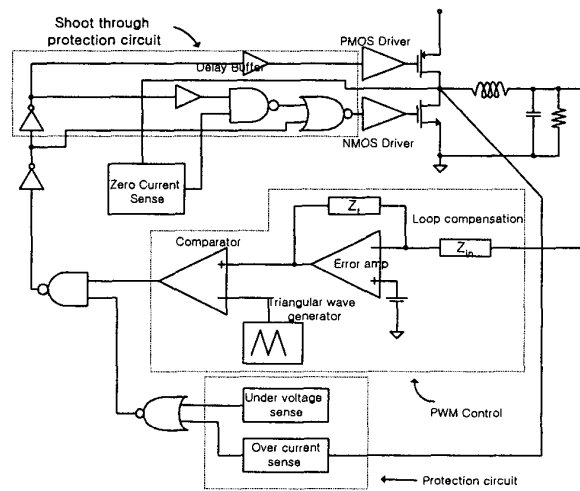 Shoot through
protection circuit
PMOS Driver
Delay Buffer
NMOS Driver
Zero Current
Sense
Zf
Loop compensation
Comparator
Error amp
Zin
Triangular wave
generator
Under voltage
sense
PWM Control
Over current
sense
Protection circuit